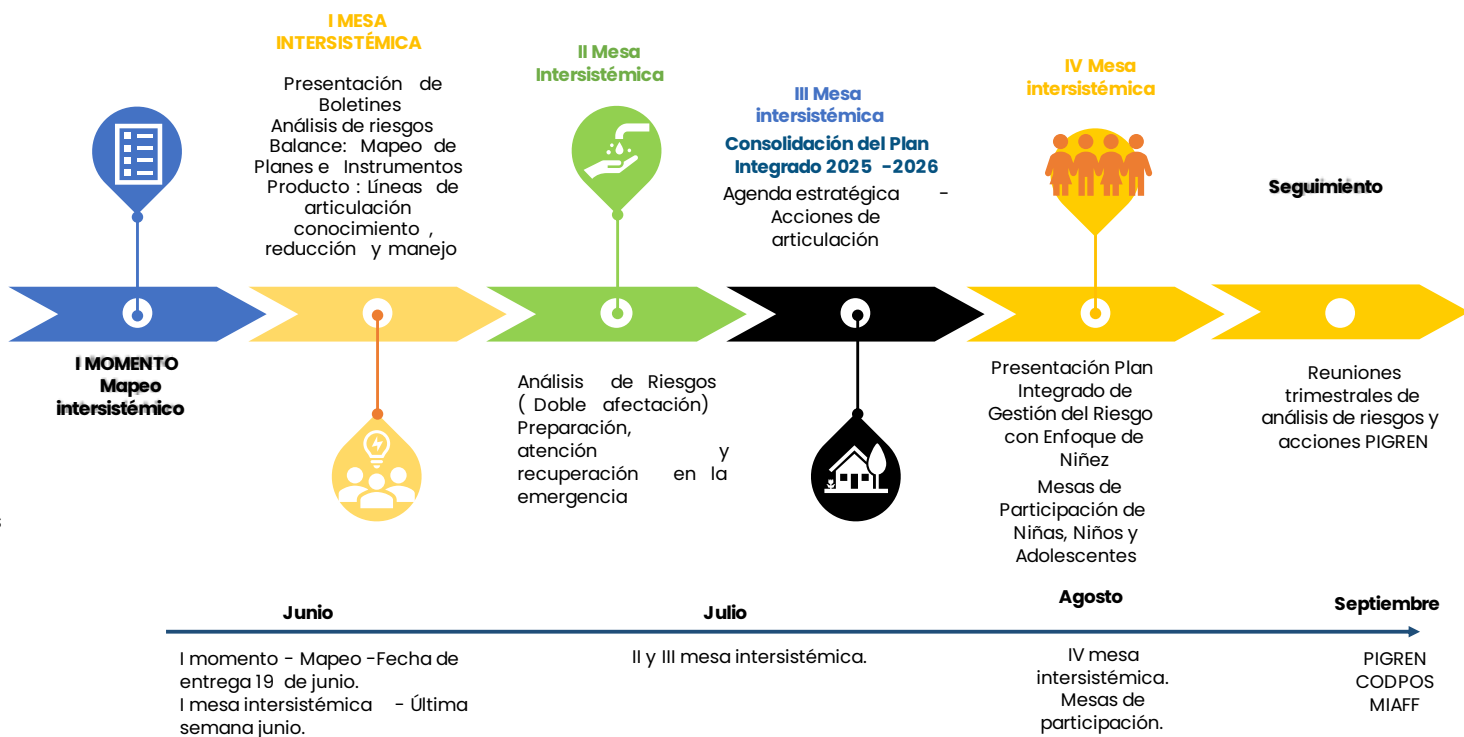 I MESA
INTERSISTÉMICA
Presentación de
Boletines
Análisis de riesgos
Balance: Mapeo de
Planes e Instrumentos
Producto : Líneas de
articulación
conocimiento ,
reducción y manejo
II Mesa
Intersistémica
III Mesa
intersistémica
Consolidación del Plan
Integrado 2025 -2026
Agenda estratégica -
Acciones de
articulación
IV Mesa
intersistémica
Seguimiento
I MOMENTO
Mapeo
intersistémico
Análisis de Riesgos
( Doble afectación)
Preparación,
atención y
recuperación en la
emergencia
Presentación Plan
Integrado de
Gestión del Riesgo
con Enfoque de
Niñez
Mesas de
Participación de
Niñas, Niños y
Adolescentes
Reuniones
trimestrales de
análisis de riesgos y
acciones PIGREN
Junio
Julio
Agosto
Septiembre
I momento - Mapeo -Fecha de
entrega 19 de junio.
I mesa intersistémica - Última
semana junio.
II y III mesa intersistémica.
IV mesa
intersistémica.
Mesas de
participación.
PIGREN
CODPOS
MIAFF